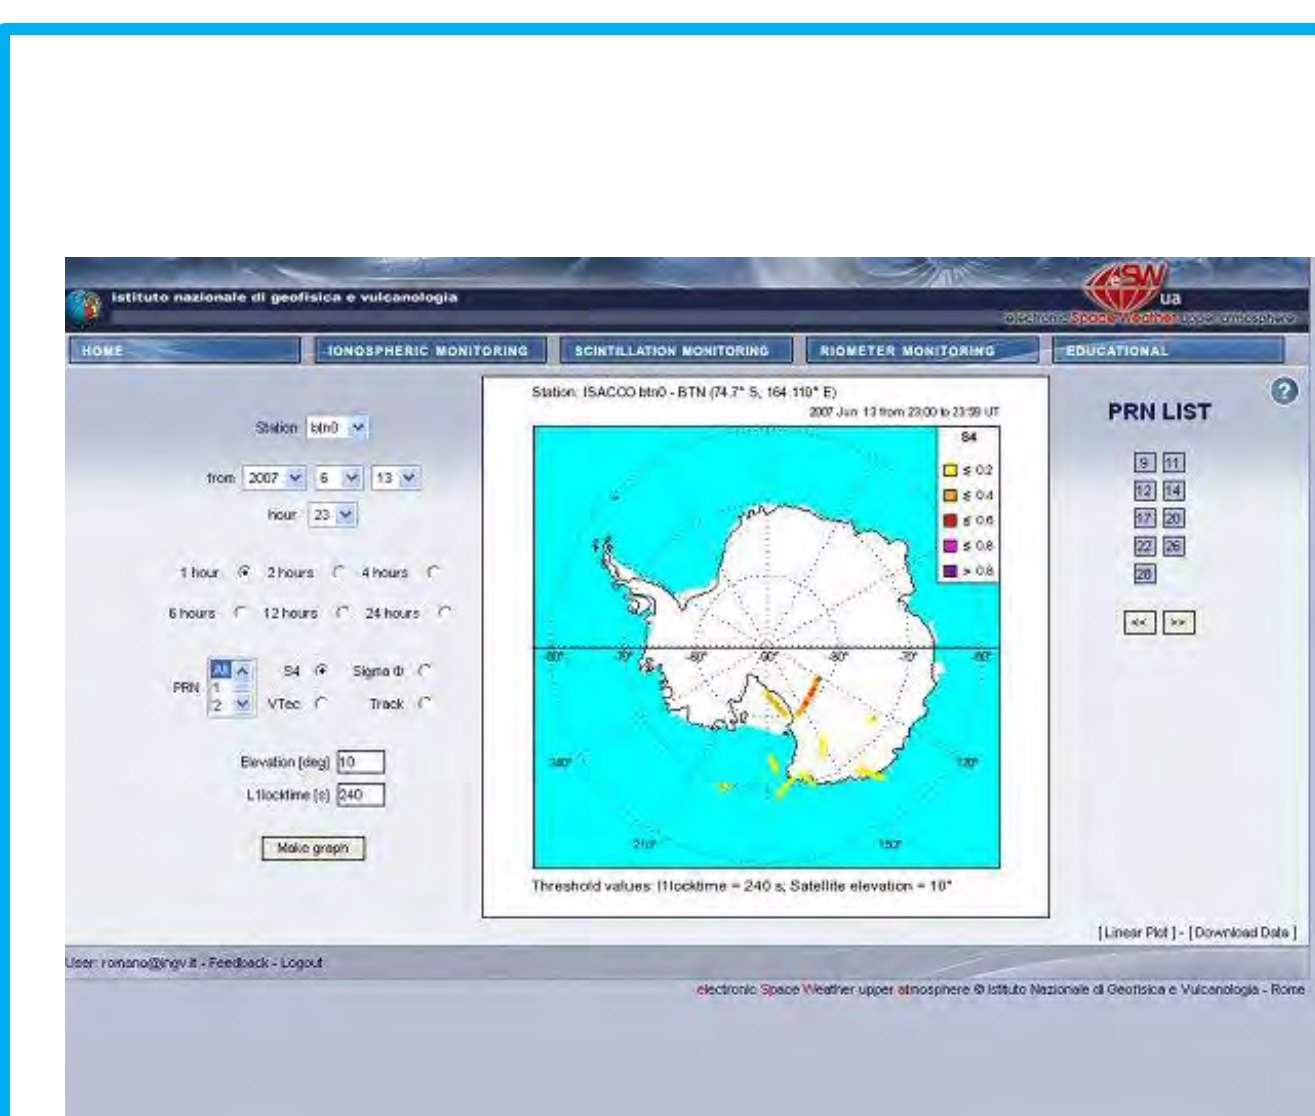 istituto nazionale di geofisica e vulcanologia
eSW
ua
electronic Space Weather upper atmosphere
HOME
IONOSPHERIC MONITORING
SCINTILLATION MONITORING
RIOMETER MONITORING
EDUCATIONAL
Station btn0
from 2007 6 13
hour 23
1 hour 2 hours 4 hours
6 hours 12 hours 24 hours
PRN All 1 2
S4 Sigma Φ
VTec Track
Elevation [deg] 10
L1locktime [s] 240
Make graph
Station: ISACCO btn0 - BTN (74.7° S, 164.110° E)
2007 Jun 13 from 23:00 to 23:59 UT
S4
≤ 0.2
≤ 0.4
≤ 0.6
≤ 0.8
> 0.8
-60° -70° -80° -90° -80° -70° -60°
240° 120°
210° 150°
Threshold values: l1locktime = 240 s; Satellite elevation = 10°
?
PRN LIST
9 11
12 14
17 20
22 26
28
<< >>
[ Linear Plot ] - [ Download Data ]
User: romano@ingv.it - Feedback - Logout
electronic Space Weather upper atmosphere © Istituto Nazionale di Geofisica e Vulcanologia - Rome